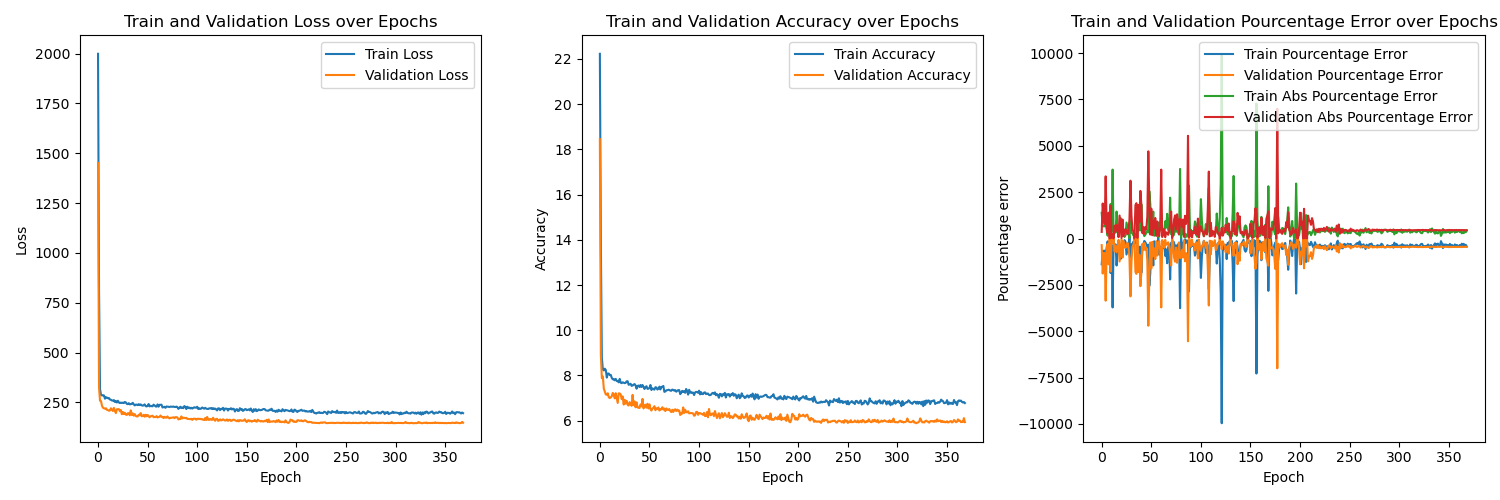 Train and Validation Loss over Epochs
Train Loss
Validation Loss
2000
1750
1500
1250
1000
750
500
250
Loss
0 50 100 150 200 250 300 350
Epoch
Train and Validation Accuracy over Epochs
Train Accuracy
Validation Accuracy
22
20
18
16
14
12
10
8
6
Accuracy
0 50 100 150 200 250 300 350
Epoch
Train and Validation Pourcentage Error over Epochs
Train Pourcentage Error
Validation Pourcentage Error
Train Abs Pourcentage Error
Validation Abs Pourcentage Error
10000
7500
5000
2500
0
−2500
−5000
−7500
−10000
Pourcentage error
0 50 100 150 200 250 300 350
Epoch